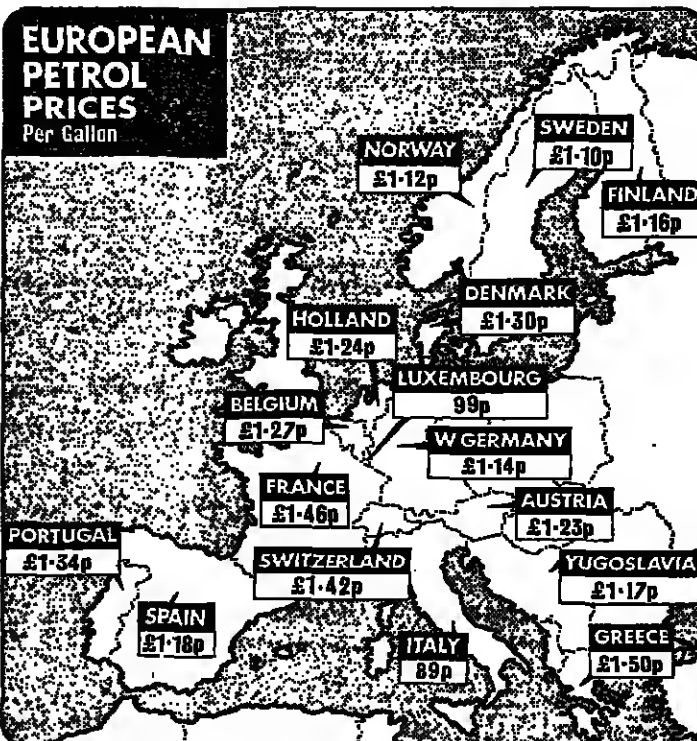 EUROPEAN
PETROL
PRICES
Per Gallon
NORWAY
£1·12p
SWEDEN
£1·10p
FINLAND
£1·16p
DENMARK
£1·30p
HOLLAND
£1·24p
LUXEMBOURG
99p
BELGIUM
£1·27p
W GERMANY
£1·14p
FRANCE
£1·46p
AUSTRIA
£1·23p
PORTUGAL
£1·34p
SWITZERLAND
£1·42p
YUGOSLAVIA
£1·17p
SPAIN
£1·18p
ITALY
89p
GREECE
£1·50p